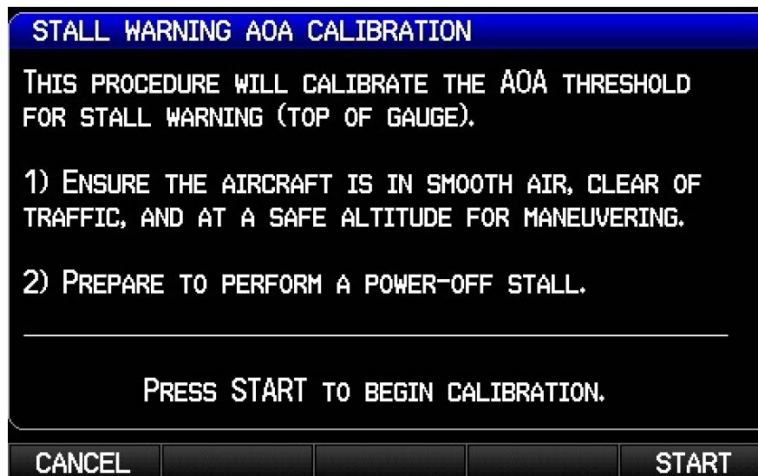 STALL WARNING AOA CALIBRATION
THIS PROCEDURE WILL CALIBRATE THE AOA THRESHOLD
FOR STALL WARNING (TOP OF GAUGE).
1) ENSURE THE AIRCRAFT IS IN SMOOTH AIR, CLEAR OF
TRAFFIC, AND AT A SAFE ALTITUDE FOR MANEUVERING.
2) PREPARE TO PERFORM A POWER-OFF STALL.
PRESS START TO BEGIN CALIBRATION.
CANCEL START